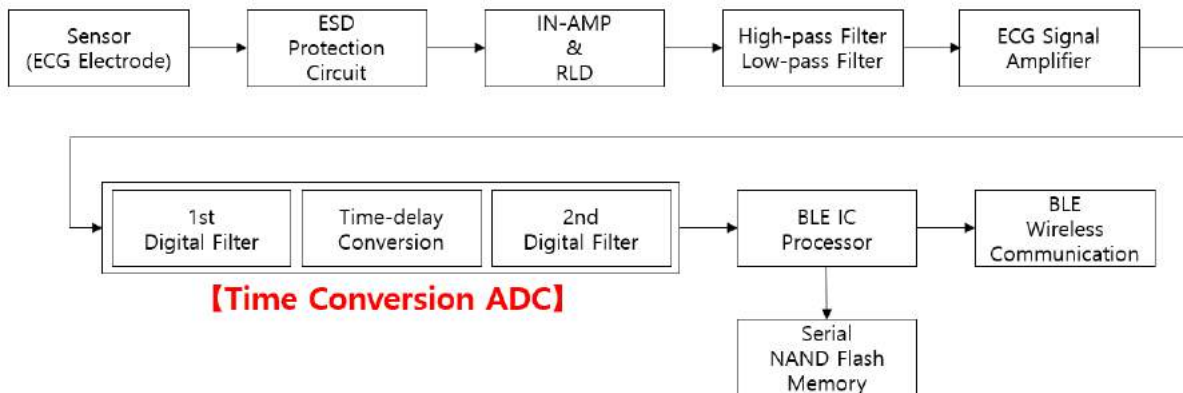 Sensor
(ECG Electrode)
ESD
Protection
Circuit
IN-AMP
&
RLD
High-pass Filter
Low-pass Filter
ECG Signal
Amplifier
1st
Digital Filter
Time-delay
Conversion
2nd
Digital Filter
【Time Conversion ADC】
BLE IC
Processor
BLE
Wireless
Communication
Serial
NAND Flash
Memory